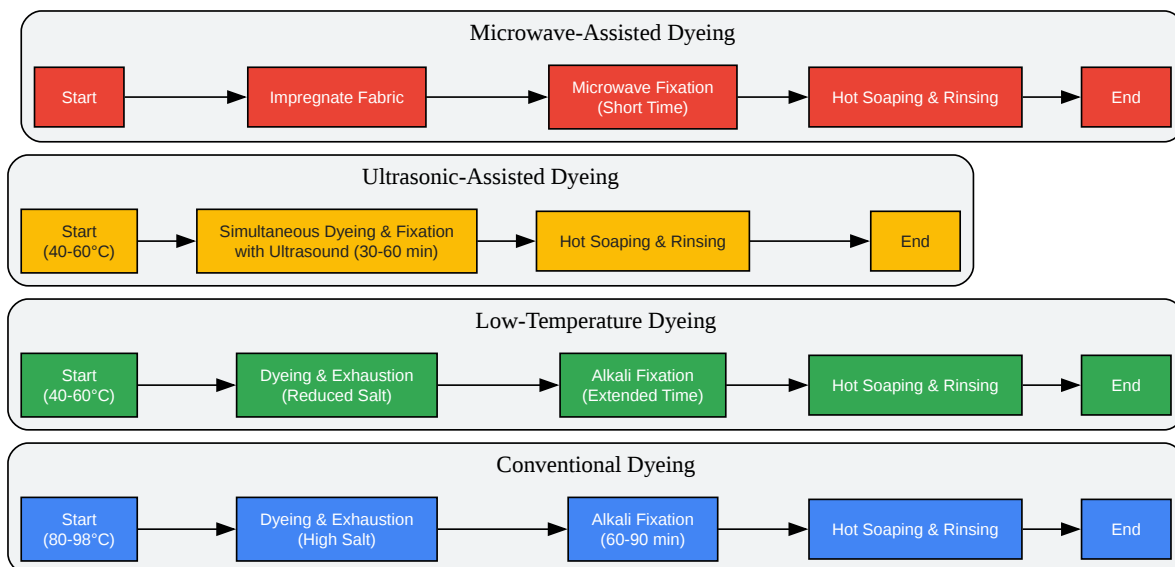 Microwave-Assisted Dyeing
Start
Impregnate Fabric
Microwave Fixation
(Short Time)
Hot Soaping & Rinsing
End
Ultrasonic-Assisted Dyeing
Start
(40-60°C)
Simultaneous Dyeing & Fixation
with Ultrasound (30-60 min)
Hot Soaping & Rinsing
End
Low-Temperature Dyeing
Start
(40-60°C)
Dyeing & Exhaustion
(Reduced Salt)
Alkali Fixation
(Extended Time)
Hot Soaping & Rinsing
End
Conventional Dyeing
Start
(80-98°C)
Dyeing & Exhaustion
(High Salt)
Alkali Fixation
(60-90 min)
Hot Soaping & Rinsing
End